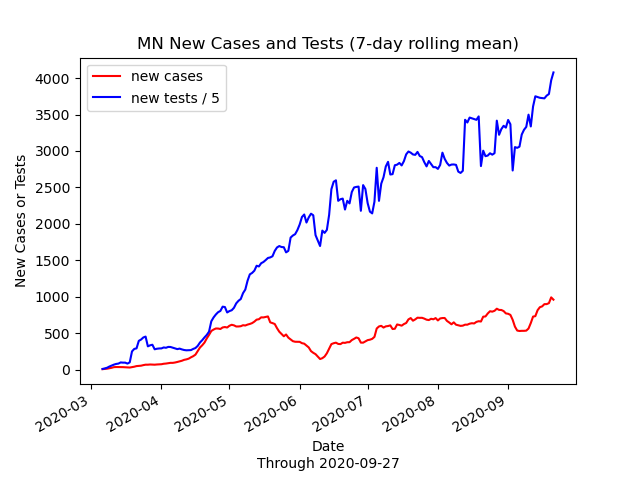 MN New Cases and Tests (7-day rolling mean)
new cases
new tests / 5
New Cases or Tests
4000
3500
3000
2500
2000
1500
1000
500
0
2020-03
2020-04
2020-05
2020-06
2020-07
2020-08
2020-09
Date
Through 2020-09-27